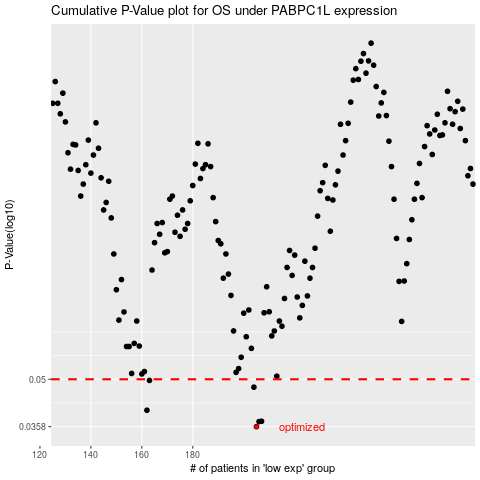 Cumulative P-Value plot for OS under PABPC1L expression
P-Value(log10)
0.05
0.0358
optimized
120 140 160 180
# of patients in 'low exp' group